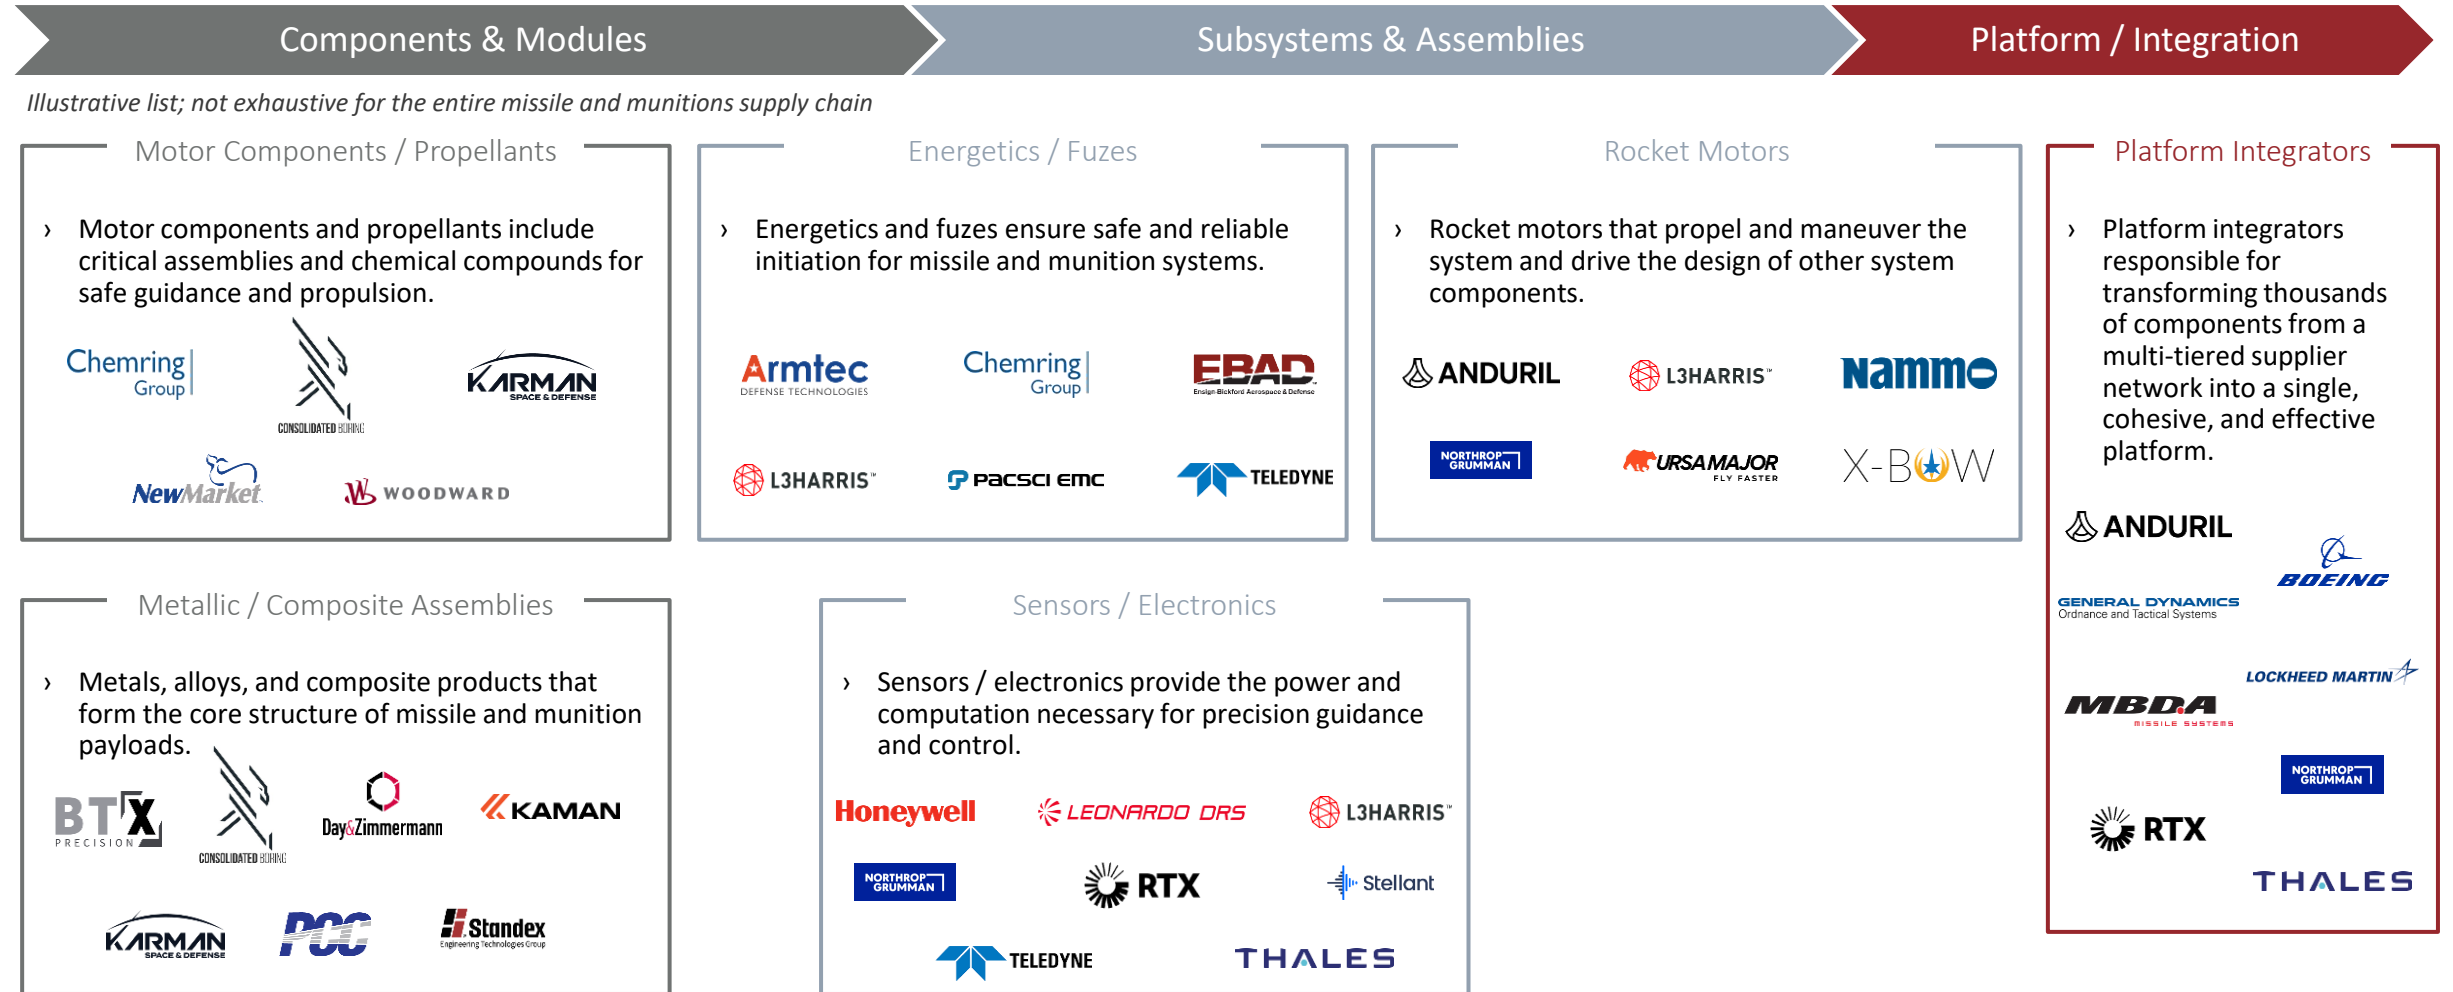 Components & Modules
Subsystems & Assemblies
Platform / Integration
Illustrative list; not exhaustive for the entire missile and munitions supply chain
Motor Components / Propellants
› Motor components and propellants include
critical assemblies and chemical compounds for
safe guidance and propulsion.
Chemring
Group
CONSOLIDATED BORING
KARMAN
SPACE & DEFENSE
NewMarket
WOODWARD
Energetics / Fuzes
› Energetics and fuzes ensure safe and reliable
initiation for missile and munition systems.
Armtec
DEFENSE TECHNOLOGIES
Chemring
Group
EBAD
Ensign-Bickford Aerospace & Defense
L3HARRIS™
PACSCI EMC
TELEDYNE
Rocket Motors
› Rocket motors that propel and maneuver the
system and drive the design of other system
components.
ANDURIL
L3HARRIS™
Nammo
NORTHROP
GRUMMAN
URSA MAJOR
FLY FASTER
X-BOW
Platform Integrators
› Platform integrators
responsible for
transforming thousands
of components from a
multi-tiered supplier
network into a single,
cohesive, and effective
platform.
ANDURIL
BOEING
GENERAL DYNAMICS
Ordnance and Tactical Systems
LOCKHEED MARTIN
MBDA
MISSILE SYSTEMS
NORTHROP
GRUMMAN
RTX
THALES
Metallic / Composite Assemblies
› Metals, alloys, and composite products that
form the core structure of missile and munition
payloads.
BTX
PRECISION
CONSOLIDATED BORING
Day&Zimmermann
KAMAN
KARMAN
SPACE & DEFENSE
PCC
Standex
Engineering Technologies Group
Sensors / Electronics
› Sensors / electronics provide the power and
computation necessary for precision guidance
and control.
Honeywell
LEONARDO DRS
L3HARRIS™
NORTHROP
GRUMMAN
RTX
Stellant
TELEDYNE
THALES